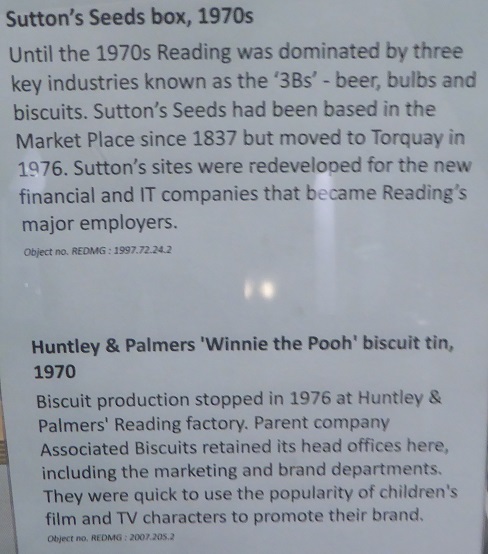 Sutton's Seeds box, 1970s
Until the 1970s Reading was dominated by three
key industries known as the '3Bs' - beer, bulbs and
biscuits. Sutton's Seeds had been based in the
Market Place since 1837 but moved to Torquay in
1976. Sutton's sites were redeveloped for the new
financial and IT companies that became Reading's
major employers.
Object no. REDMG : 1997.72.24.2
Huntley & Palmers 'Winnie the Pooh' biscuit tin,
1970
Biscuit production stopped in 1976 at Huntley &
Palmers' Reading factory. Parent company
Associated Biscuits retained its head offices here,
including the marketing and brand departments.
They were quick to use the popularity of children's
film and TV characters to promote their brand.
Object no. REDMG : 2007.205.2